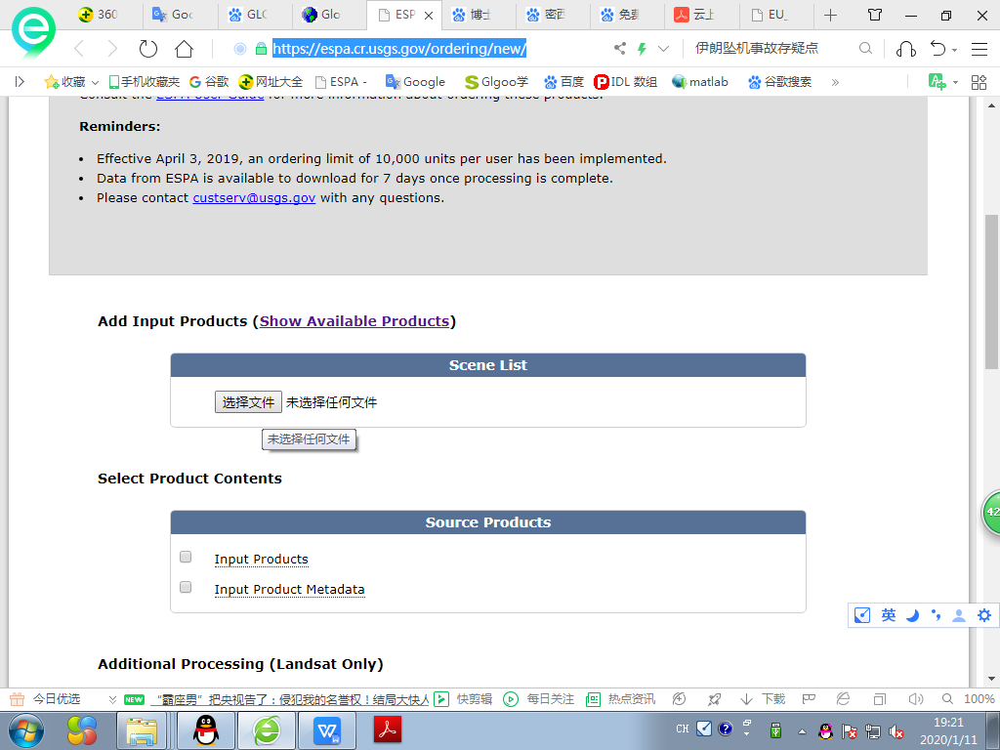 360
Goo
GLO
Glo
ESP
博士
密西
免费
云上
EU_
https://espa.cr.usgs.gov/ordering/new/
伊朗坠机事故存疑点
收藏
手机收藏夹
谷歌
网址大全
ESPA -
Google
Glgoo学
百度
IDL 数组
matlab
谷歌搜索
»
Consult the ESPA User Guide for more information about ordering these products.
Reminders:
• Effective April 3, 2019, an ordering limit of 10,000 units per user has been implemented.
• Data from ESPA is available to download for 7 days once processing is complete.
• Please contact custserv@usgs.gov with any questions.
Add Input Products (Show Available Products)
Scene List
选择文件 未选择任何文件
未选择任何文件
Select Product Contents
Source Products
Input Products
Input Product Metadata
42
英
Additional Processing (Landsat Only)
今日优选
NEW
“霸座男”把央视告了：侵犯我的名誉权！结局大快人
快剪辑
每日关注
热点资讯
下载
100%
CH
19:21
2020/1/11